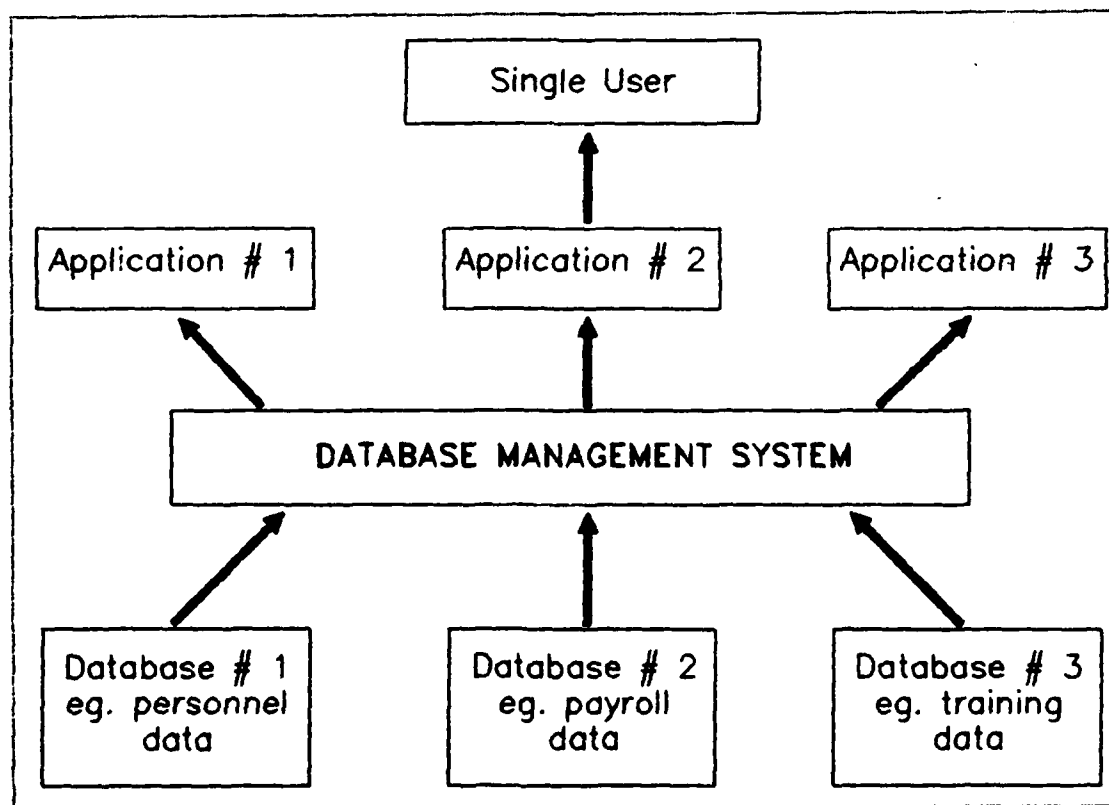 Single User
Application # 1
Application # 2
Application # 3
DATABASE MANAGEMENT SYSTEM
Database # 1
eg. personnel
data
Database # 2
eg. payroll
data
Database # 3
eg. training
data